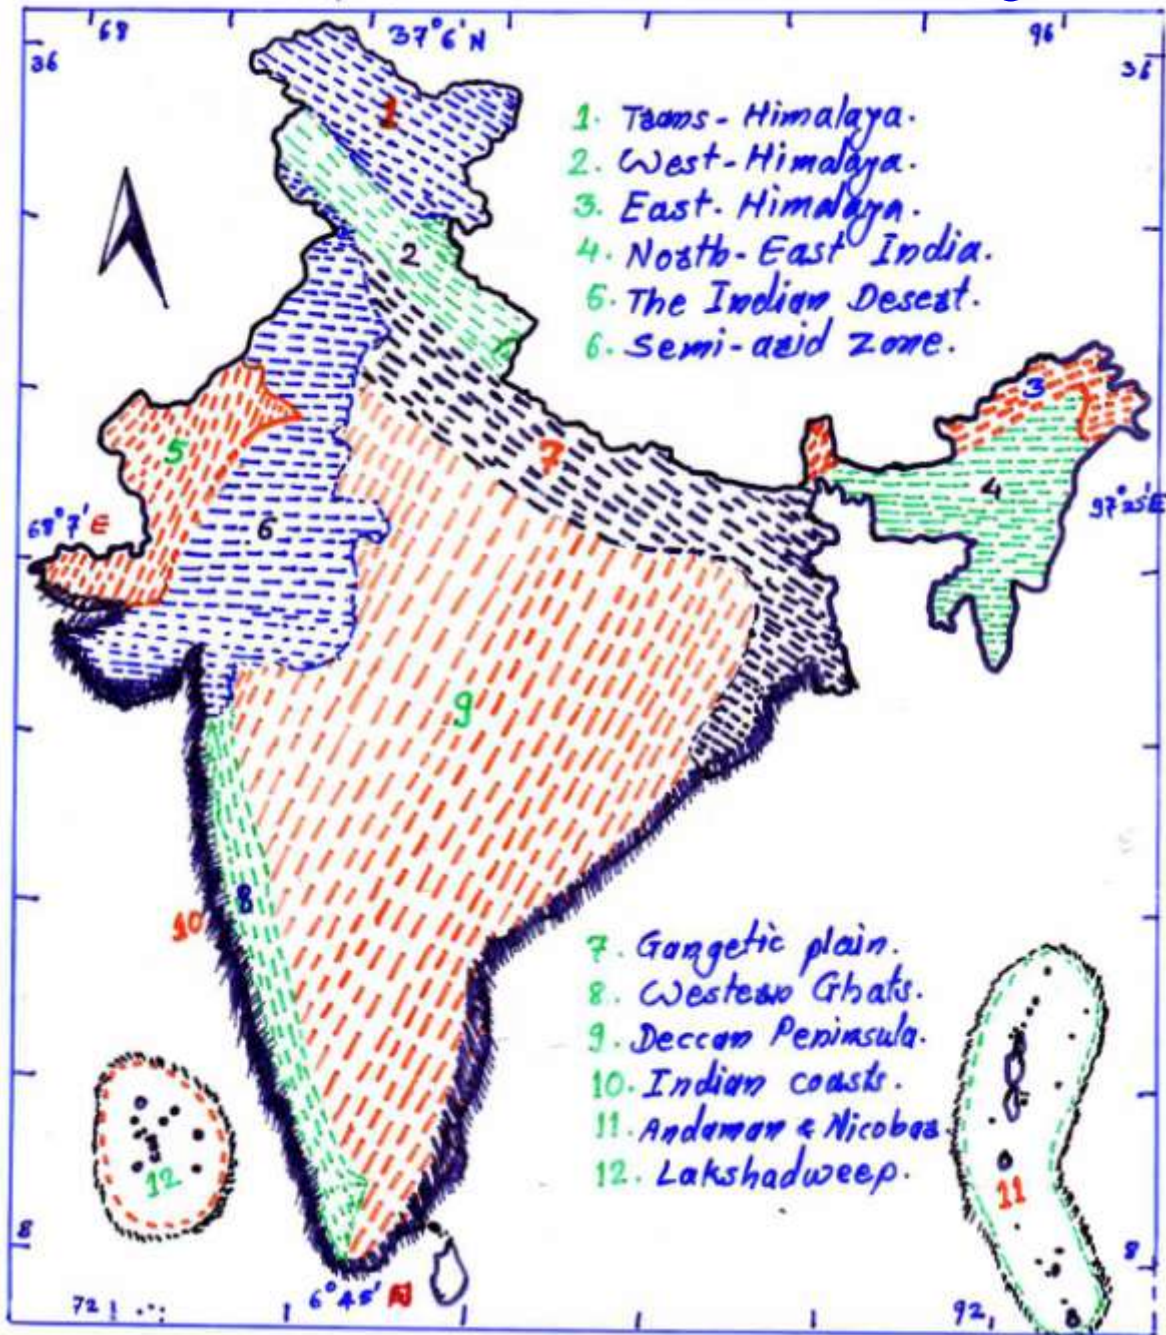 68
37°6'N
96
36
36
1
1. Trans-Himalaya.
2. West-Himalaya.
3. East-Himalaya.
4. North-East India.
5. The Indian Desert.
6. Semi-arid Zone.
2
3
5
7
4
68°7'E
97°25'E
6
9
8
10
7. Gangetic plain.
8. Western Ghats.
9. Deccan Peninsula.
10. Indian coasts.
11. Andaman & Nicobar.
12. Lakshadweep.
12
11
8
8
6°45'N
72
92